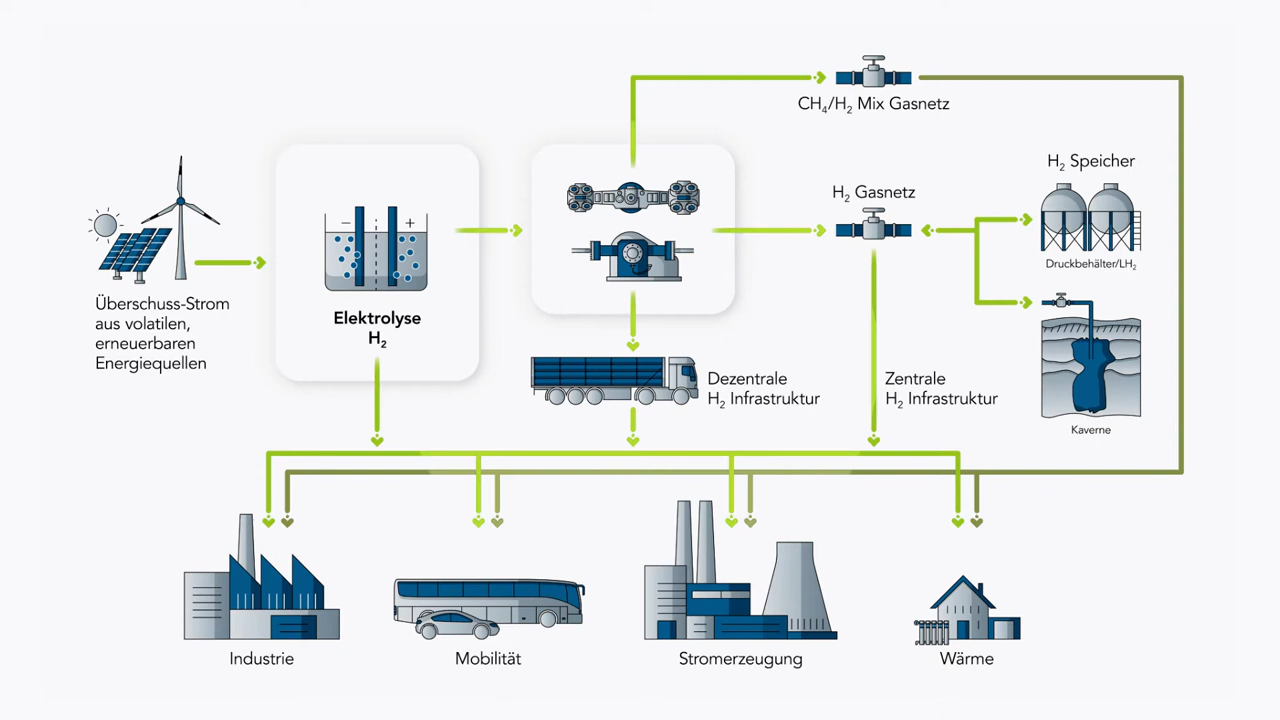 CH₄/H₂ Mix Gasnetz
H₂ Speicher
H₂ Gasnetz
Druckbehälter/LH₂
− +
Überschuss-Strom
aus volatilen,
erneuerbaren
Energiequellen
Elektrolyse
H₂
Dezentrale
H₂ Infrastruktur
Zentrale
H₂ Infrastruktur
Kaverne
Industrie
Mobilität
Stromerzeugung
Wärme